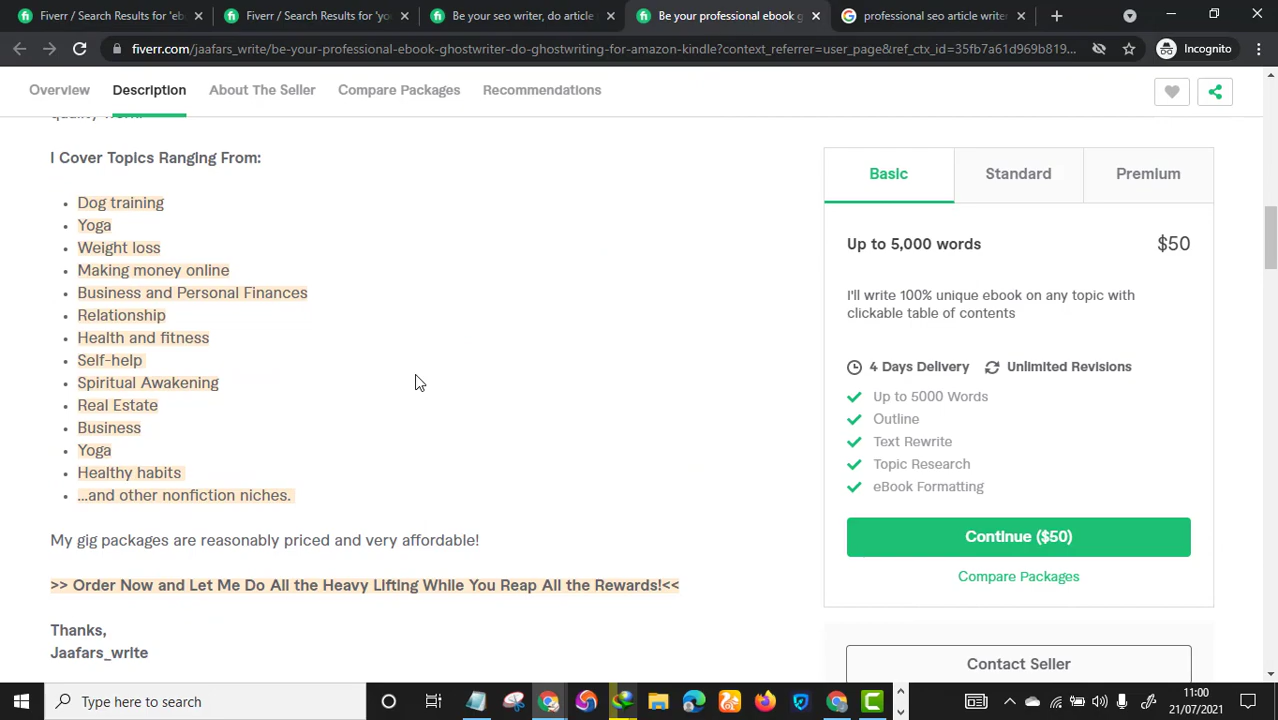 Fiverr / Search Results for 'eb
Fiverr / Search Results for 'yo
Be your seo writer, do article
Be your professional ebook g
professional seo article writer
fiverr.com/jaafars_write/be-your-professional-ebook-ghostwriter-do-ghostwriting-for-amazon-kindle?context_referrer=user_page&ref_ctx_id=35fb7a61d969b819...
Incognito
Overview
Description
About The Seller
Compare Packages
Recommendations
I Cover Topics Ranging From:
Dog training
Yoga
Weight loss
Making money online
Business and Personal Finances
Relationship
Health and fitness
Self-help
Spiritual Awakening
Real Estate
Business
Yoga
Healthy habits
...and other nonfiction niches.
My gig packages are reasonably priced and very affordable!
>> Order Now and Let Me Do All the Heavy Lifting While You Reap All the Rewards!<<
Thanks,
Jaafars_write
Basic
Standard
Premium
Up to 5,000 words
$50
I'll write 100% unique ebook on any topic with
clickable table of contents
4 Days Delivery
Unlimited Revisions
Up to 5000 Words
Outline
Text Rewrite
Topic Research
eBook Formatting
Continue ($50)
Compare Packages
Contact Seller
Type here to search
11:00
21/07/2021